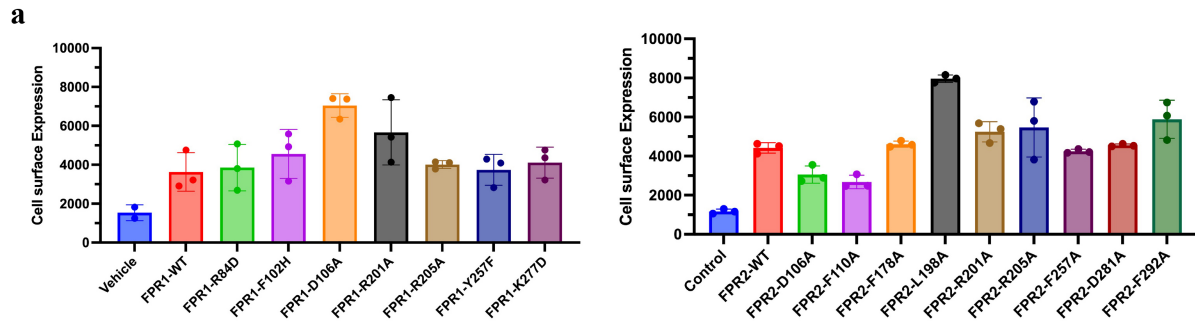 a
Cell surface Expression
10000
8000
6000
4000
2000
0
Vehicle
FPR1-WT
FPR1-R84D
FPR1-F102H
FPR1-D106A
FPR1-R201A
FPR1-R205A
FPR1-Y257F
FPR1-K277D
Cell surface Expression
10000
8000
6000
4000
2000
0
Control
FPR2-WT
FPR2-D106A
FPR2-F110A
FPR2-F178A
FPR2-L198A
FPR2-R201A
FPR2-R205A
FPR2-F257A
FPR2-D281A
FPR2-F292A